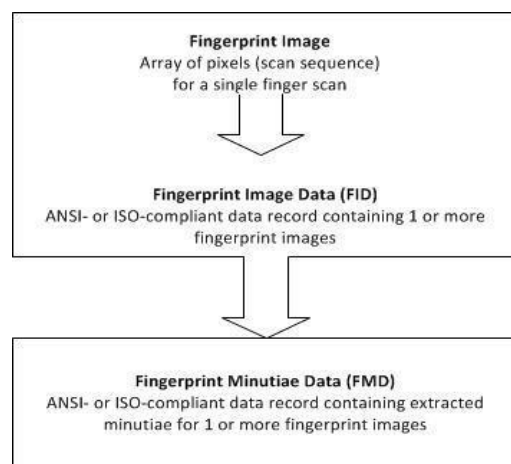 Fingerprint Image
Array of pixels (scan sequence)
for a single finger scan
Fingerprint Image Data (FID)
ANSI- or ISO-compliant data record containing 1 or more
fingerprint images
Fingerprint Minutiae Data (FMD)
ANSI- or ISO-compliant data record containing extracted
minutiae for 1 or more fingerprint images